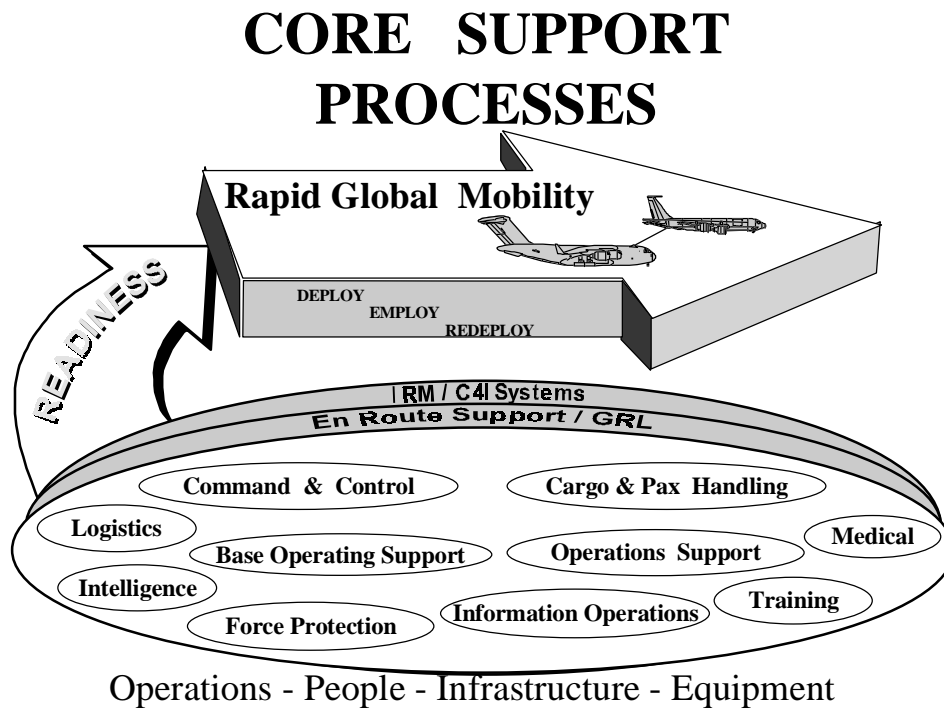 CORE SUPPORT
PROCESSES
Rapid Global Mobility
DEPLOY
EMPLOY
REDEPLOY
READINESS
IRM / C4I Systems
En Route Support / GRL
Command & Control
Cargo & Pax Handling
Logistics
Medical
Base Operating Support
Operations Support
Intelligence
Training
Force Protection
Information Operations
Operations - People - Infrastructure - Equipment